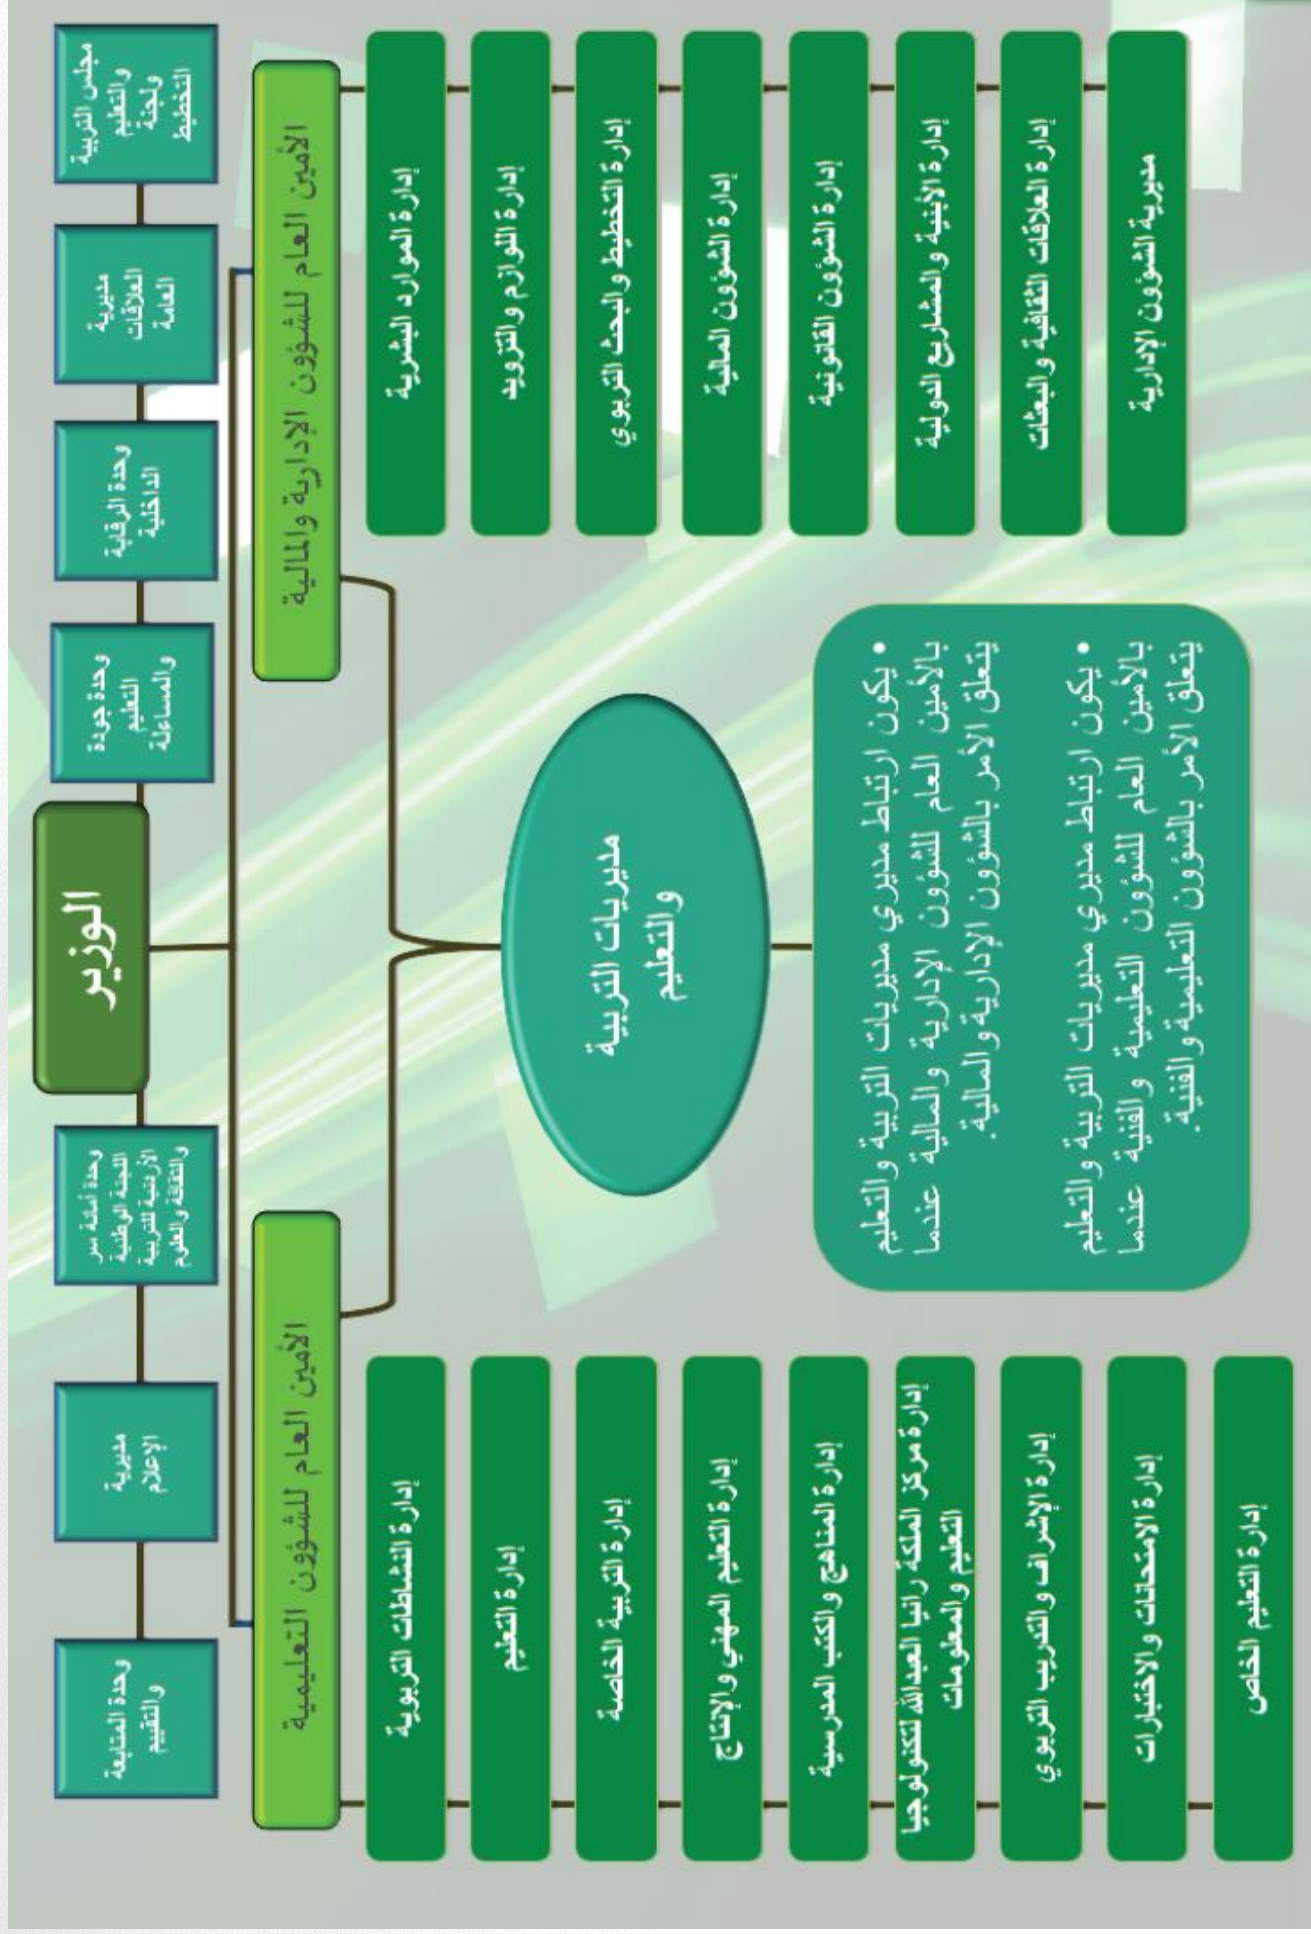 الوزير
مجلس التربية
والتعليم
ولجنة
التخطيط
مديرية
العلاقات
العامة
وحدة الرقابة
الداخلية
وحدة جودة
التعليم
والمساءلة
وحدة أمانة سر
اللجنة الوطنية
الأردنية للتربية
والثقافة والعلوم
مديرية
الإعلام
وحدة المتابعة
والتقييم
الأمين العام للشؤون الإدارية والمالية
إدارة الموارد البشرية
إدارة اللوازم والتزويد
إدارة التخطيط والبحث التربوي
إدارة الشؤون المالية
إدارة الشؤون القانونية
إدارة الأبنية والمشاريع الدولية
إدارة العلاقات الثقافية والبعثات
مديرية الشؤون الإدارية
مديريات التربية
والتعليم
• يكون ارتباط مديري مديريات التربية والتعليم
بالأمين العام للشؤون الإدارية والمالية عندما
يتعلق الأمر بالشؤون الإدارية والمالية.
• يكون ارتباط مديري مديريات التربية والتعليم
بالأمين العام للشؤون التعليمية والفنية عندما
يتعلق الأمر بالشؤون التعليمية والفنية.
الأمين العام للشؤون التعليمية
إدارة النشاطات التربوية
إدارة التعليم
إدارة التربية الخاصة
إدارة التعليم المهني والإنتاج
إدارة المناهج والكتب المدرسية
إدارة مركز الملكة رانيا العبدالله لتكنولوجيا
التعليم والمعلومات
إدارة الإشراف والتدريب التربوي
إدارة الامتحانات والاختبارات
إدارة التعليم الخاص